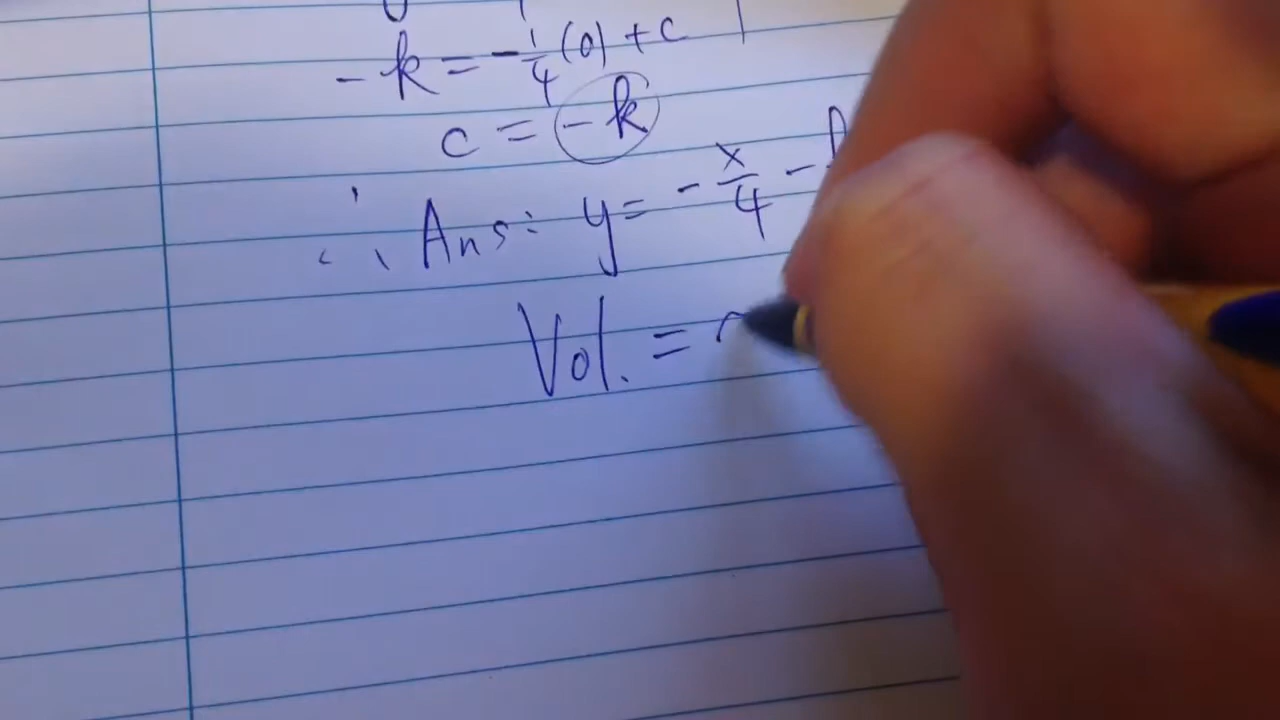 -k = -1/4 (0) + c
c = -k
∴ Ans: y = -x/4 -
Vol. =